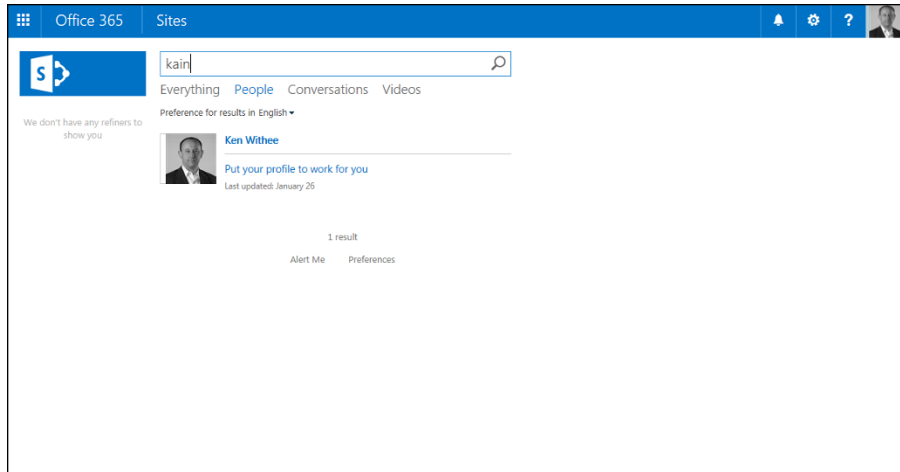 Office 365 Sites ?
S
kain
Everything People Conversations Videos
Preference for results in English
We don't have any refiners to
show you
Ken Withee
Put your profile to work for you
Last updated: January 26
1 result
Alert Me Preferences